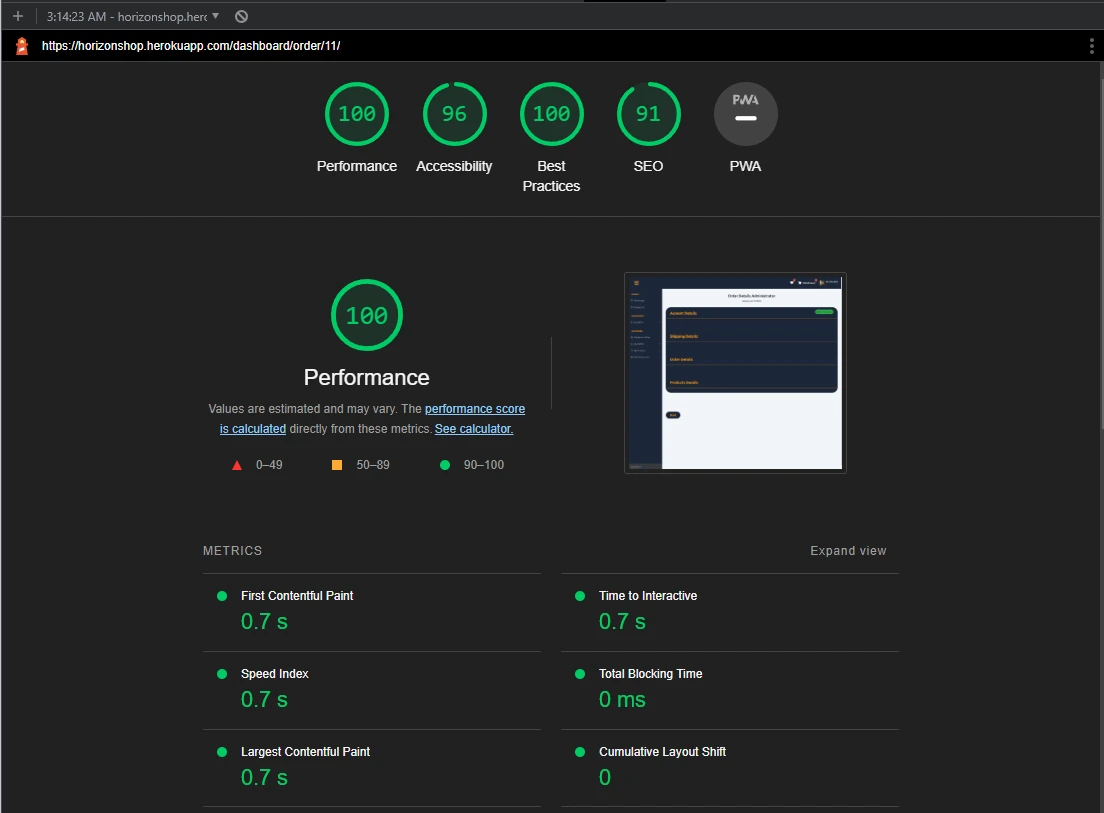 3:14:23 AM - horizonshop.herc
https://horizonshop.herokuapp.com/dashboard/order/11/
100 96 100 91 PWA
Performance Accessibility Best Practices SEO PWA
100
Performance
Values are estimated and may vary. The performance score
is calculated directly from these metrics. See calculator.
0–49 50–89 90–100
Order Details Administrator
Account Details
Shipping Details
Order Details
Products Details
METRICS Expand view
First Contentful Paint Time to Interactive
0.7 s 0.7 s
Speed Index Total Blocking Time
0.7 s 0 ms
Largest Contentful Paint Cumulative Layout Shift
0.7 s 0